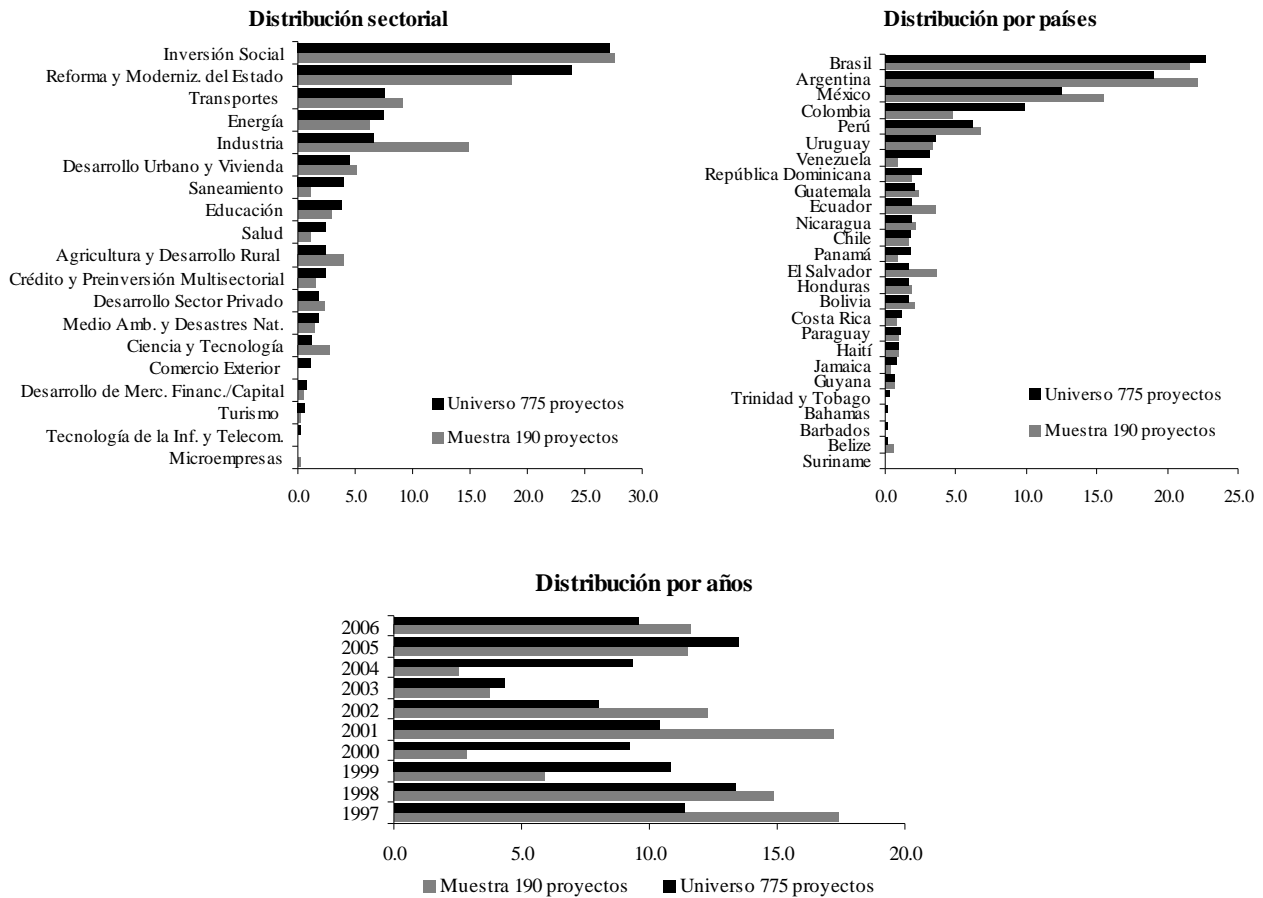 Distribución sectorial
Inversión Social
Reforma y Moderniz. del Estado
Transportes
Energía
Industria
Desarrollo Urbano y Vivienda
Saneamiento
Educación
Salud
Agricultura y Desarrollo Rural
Crédito y Preinversión Multisectorial
Desarrollo Sector Privado
Medio Amb. y Desastres Nat.
Ciencia y Tecnología
Comercio Exterior
Desarrollo de Merc. Financ./Capital
Turismo
Tecnología de la Inf. y Telecom.
Microempresas
Universo 775 proyectos
Muestra 190 proyectos
0.0 5.0 10.0 15.0 20.0 25.0 30.0
Distribución por países
Brasil
Argentina
México
Colombia
Perú
Uruguay
Venezuela
República Dominicana
Guatemala
Ecuador
Nicaragua
Chile
Panamá
El Salvador
Honduras
Bolivia
Costa Rica
Paraguay
Haití
Jamaica
Guyana
Trinidad y Tobago
Bahamas
Barbados
Belize
Suriname
Universo 775 proyectos
Muestra 190 proyectos
0.0 5.0 10.0 15.0 20.0 25.0
Distribución por años
2006
2005
2004
2003
2002
2001
2000
1999
1998
1997
0.0 5.0 10.0 15.0 20.0
Muestra 190 proyectos Universo 775 proyectos